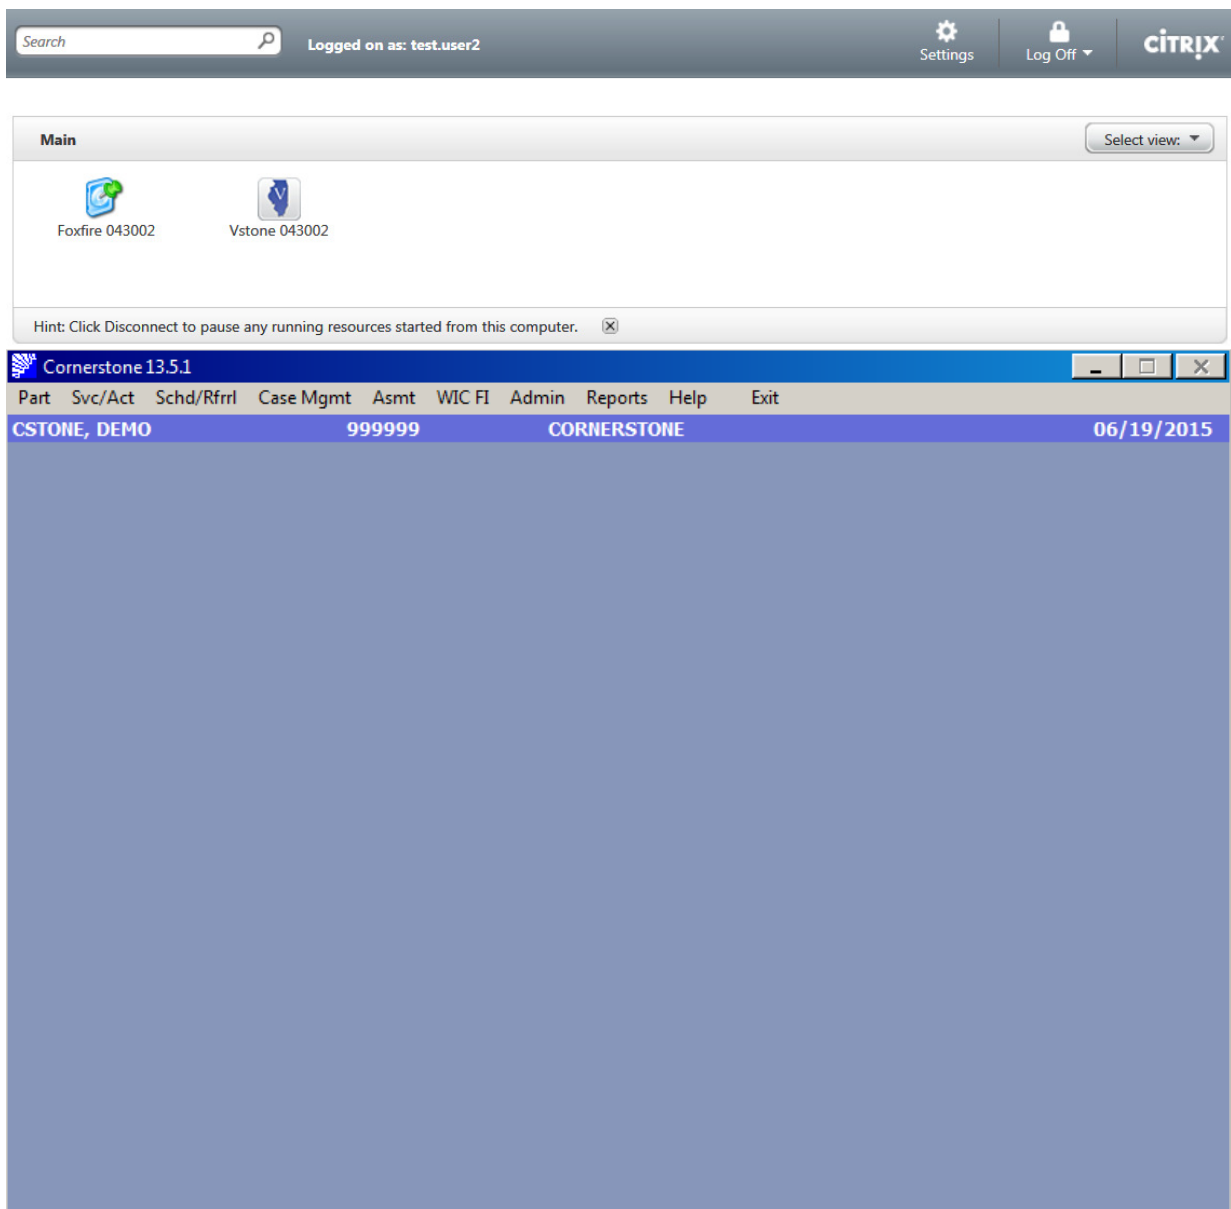 Search Logged on as: test.user2 Settings Log Off CİTRIX
Main Select view:
Foxfire 043002 Vstone 043002
Hint: Click Disconnect to pause any running resources started from this computer.
Cornerstone 13.5.1
Part Svc/Act Schd/Rfrrl Case Mgmt Asmt WIC FI Admin Reports Help Exit
CSTONE, DEMO 999999 CORNERSTONE 06/19/2015